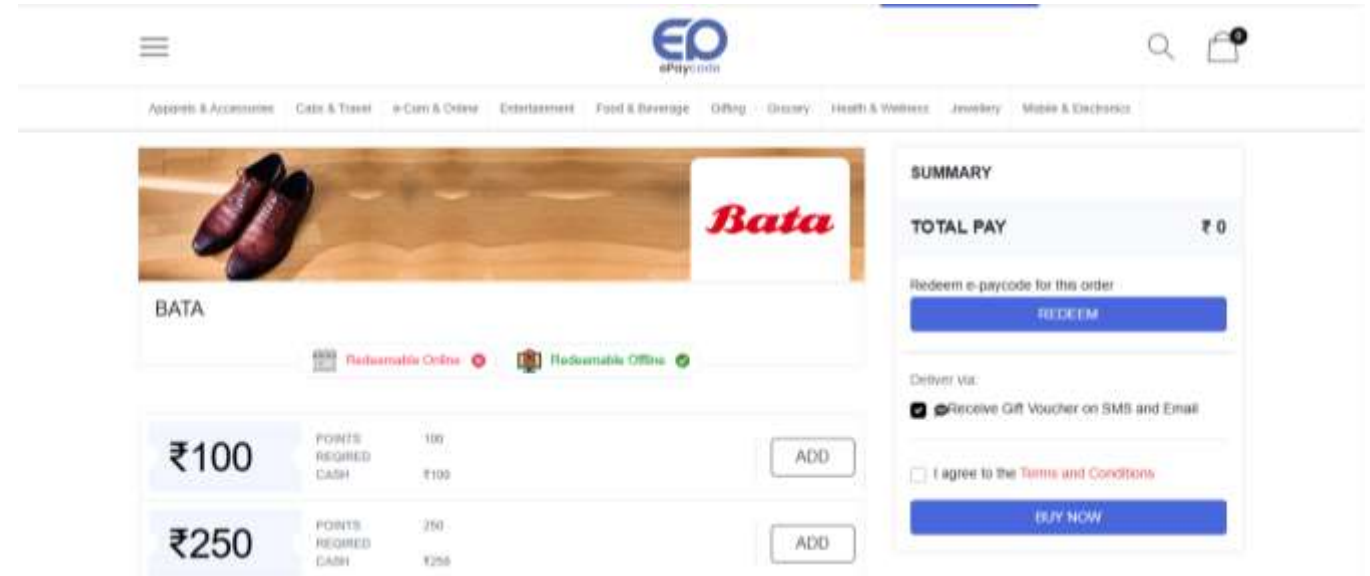 EP
ePaycode
0
Apparels & Accessories Cabs & Travel e-Com & Online Entertainment Food & Beverage Gifting Grocery Health & Wellness Jewellery Mobile & Electronics
Bata
BATA
Redeemable Online Redeemable Offline
₹100
POINTS 100
REQIRED
CASH ₹100
ADD
₹250
POINTS 250
REQIRED
CASH ₹250
ADD
SUMMARY
TOTAL PAY ₹ 0
Redeem e-paycode for this order
REDEEM
Deliver via:
Receive Gift Voucher on SMS and Email
I agree to the Terms and Conditions
BUY NOW